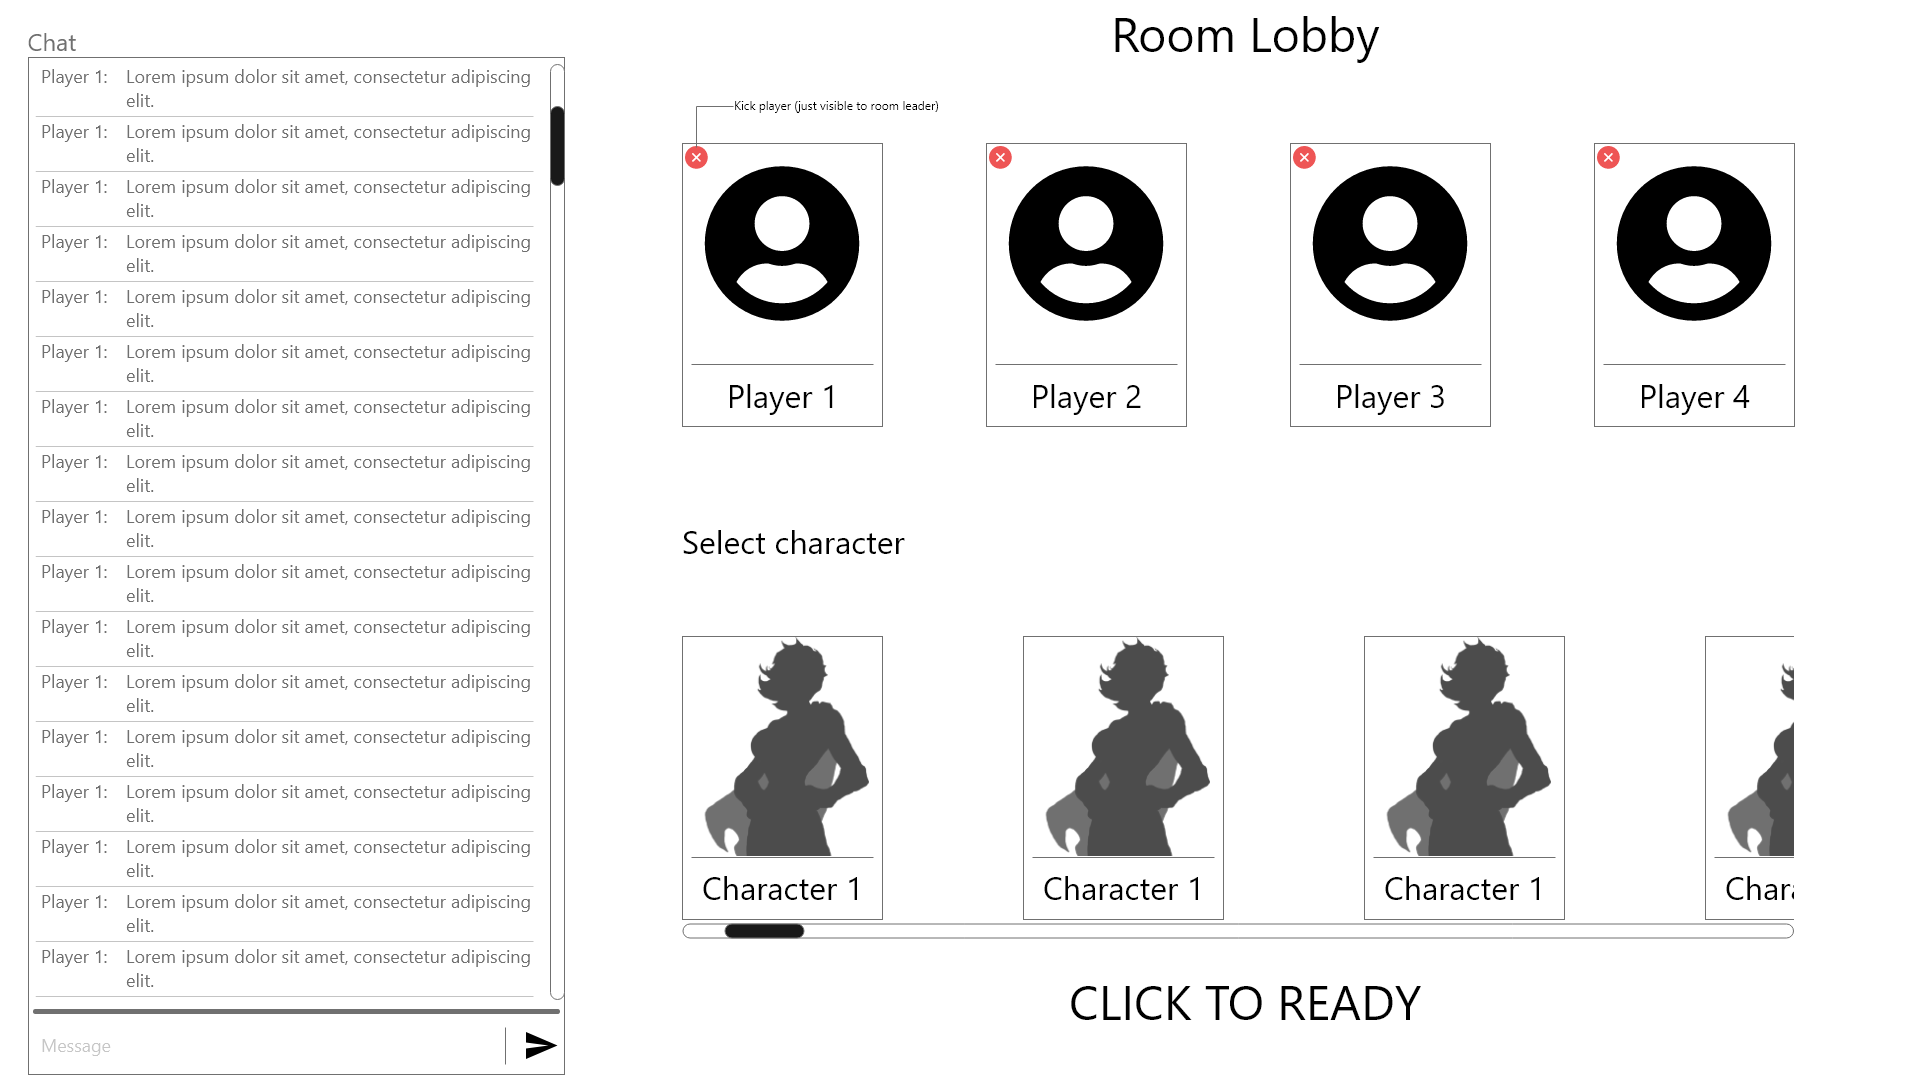 Chat
Player 1: Lorem ipsum dolor sit amet, consectetur adipiscing
elit.
Player 1: Lorem ipsum dolor sit amet, consectetur adipiscing
elit.
Player 1: Lorem ipsum dolor sit amet, consectetur adipiscing
elit.
Player 1: Lorem ipsum dolor sit amet, consectetur adipiscing
elit.
Player 1: Lorem ipsum dolor sit amet, consectetur adipiscing
elit.
Player 1: Lorem ipsum dolor sit amet, consectetur adipiscing
elit.
Player 1: Lorem ipsum dolor sit amet, consectetur adipiscing
elit.
Player 1: Lorem ipsum dolor sit amet, consectetur adipiscing
elit.
Player 1: Lorem ipsum dolor sit amet, consectetur adipiscing
elit.
Player 1: Lorem ipsum dolor sit amet, consectetur adipiscing
elit.
Player 1: Lorem ipsum dolor sit amet, consectetur adipiscing
elit.
Player 1: Lorem ipsum dolor sit amet, consectetur adipiscing
elit.
Player 1: Lorem ipsum dolor sit amet, consectetur adipiscing
elit.
Player 1: Lorem ipsum dolor sit amet, consectetur adipiscing
elit.
Player 1: Lorem ipsum dolor sit amet, consectetur adipiscing
elit.
Player 1: Lorem ipsum dolor sit amet, consectetur adipiscing
elit.
Player 1: Lorem ipsum dolor sit amet, consectetur adipiscing
elit.
Message
Room Lobby
Kick player (just visible to room leader)
Player 1 Player 2 Player 3 Player 4
Select character
Character 1 Character 1 Character 1
CLICK TO READY